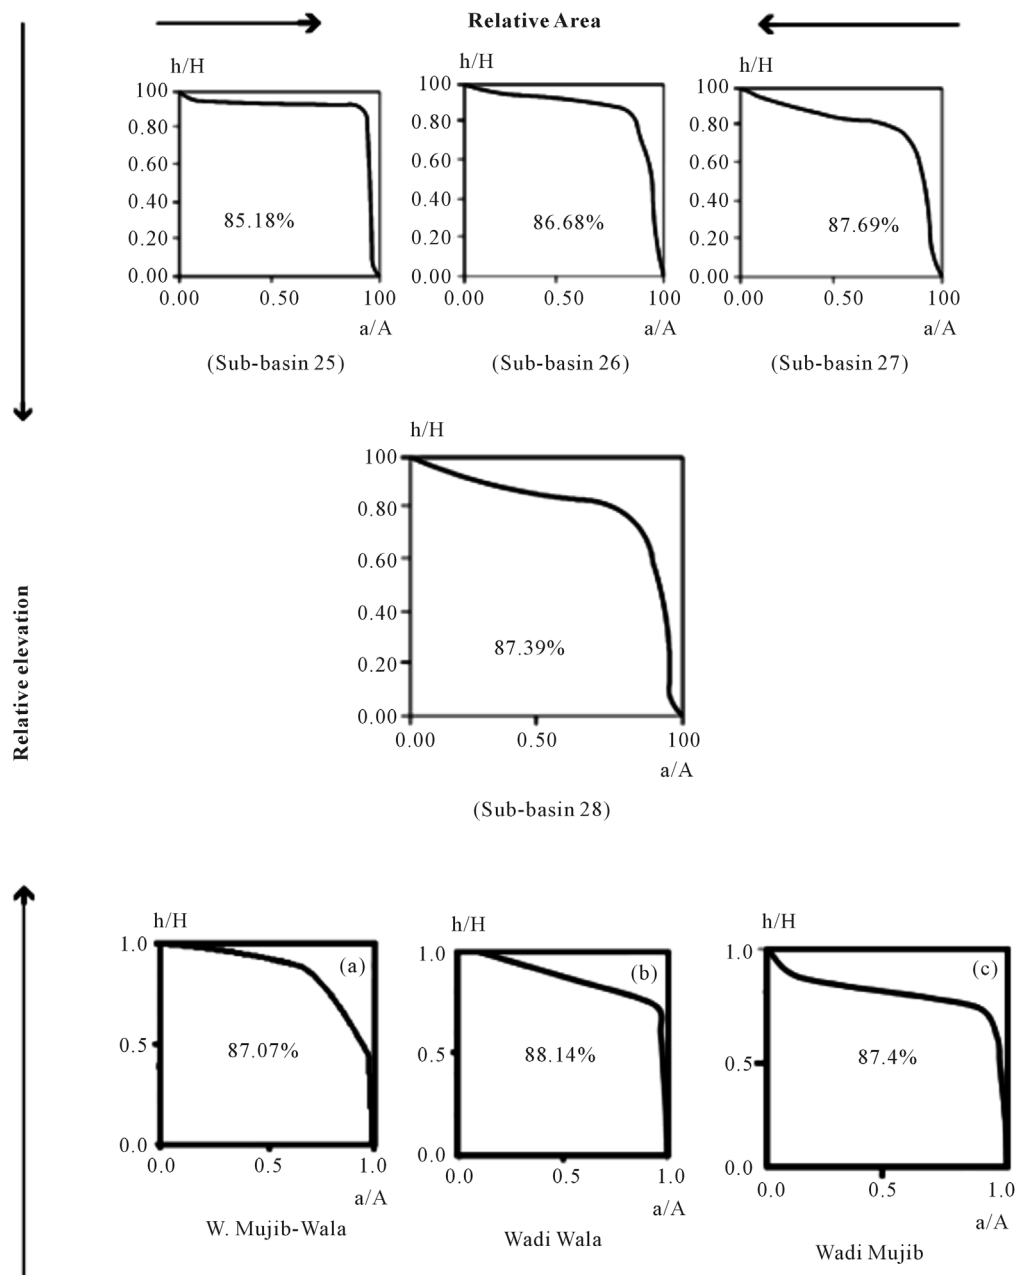 Relative Area
Relative elevation
h/H
100
0.80
0.60
0.40
0.20
0.00
85.18%
0.00 0.50 100
a/A
(Sub-basin 25)
h/H
100
0.80
0.60
0.40
0.20
0.00
86.68%
0.00 0.50 100
a/A
(Sub-basin 26)
h/H
100
0.80
0.60
0.40
0.20
0.00
87.69%
0.00 0.50 100
a/A
(Sub-basin 27)
h/H
100
0.80
0.60
0.40
0.20
0.00
87.39%
0.00 0.50 100
a/A
(Sub-basin 28)
h/H
1.0
(a)
0.5
87.07%
0.0
0.0 0.5 1.0
a/A
W. Mujib-Wala
h/H
1.0
(b)
0.5
88.14%
0.0
0.0 0.5 1.0
a/A
Wadi Wala
h/H
1.0
(c)
0.5
87.4%
0.0
0.0 0.5 1.0
a/A
Wadi Mujib